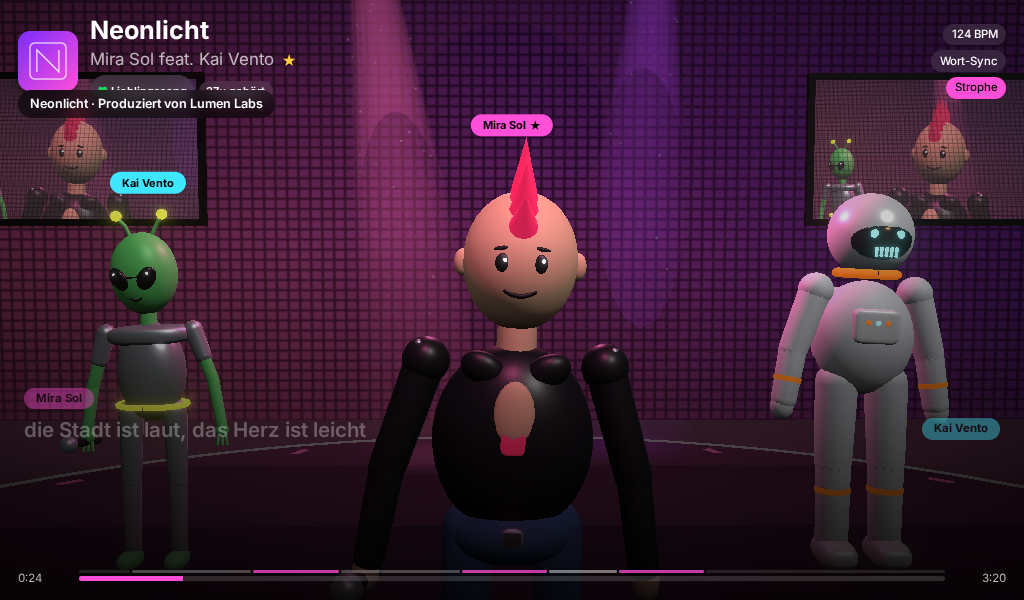 Neonlicht
Mira Sol feat. Kai Vento ★
Neonlicht · Produziert von Lumen Labs
124 BPM
Wort-Sync
Strophe
Mira Sol ★
Kai Vento
Mira Sol
die Stadt ist laut, das Herz ist leicht
Kai Vento
0:24
3:20